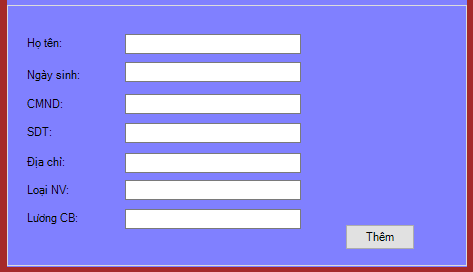 Họ tên:
Ngày sinh:
CMND:
SDT:
Địa chỉ:
Loại NV:
Lương CB:
Thêm